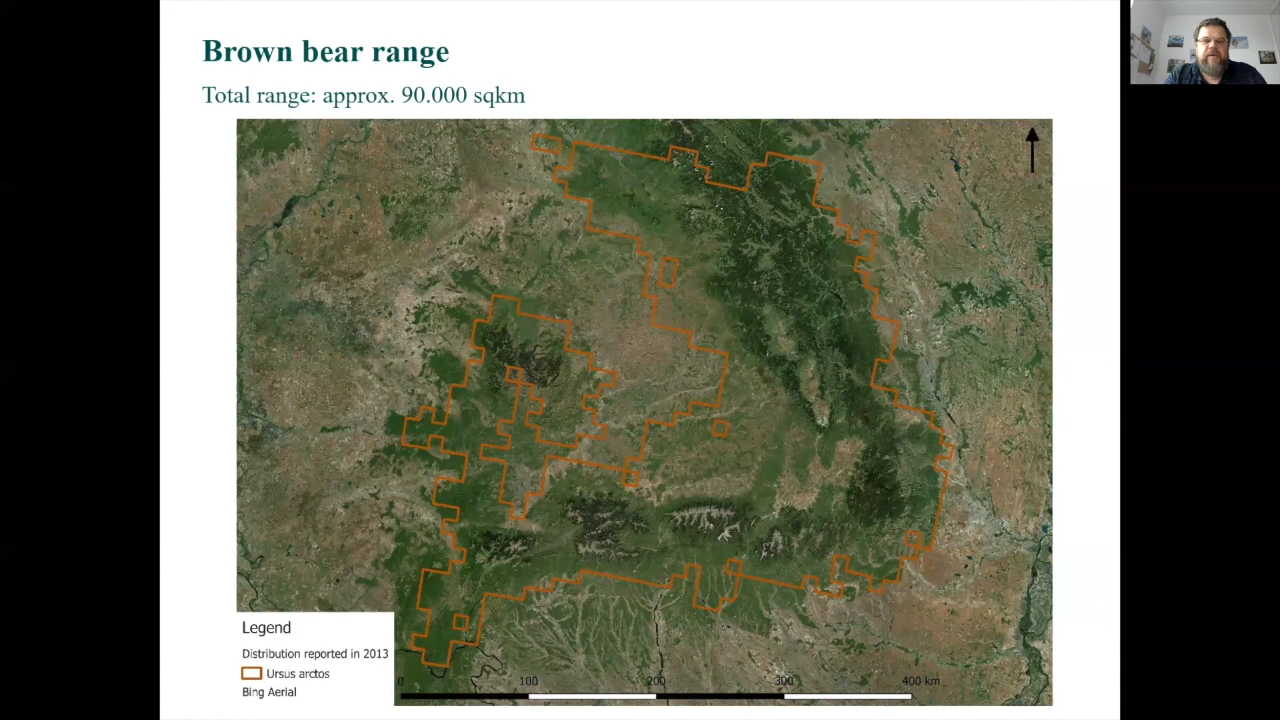 Brown bear range
Total range: approx. 90.000 sqkm
Legend
Distribution reported in 2013
Ursus arctos
Bing Aerial
0 100 200 300 400 km